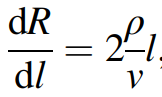 dR/dl = 2 ρ/v l,